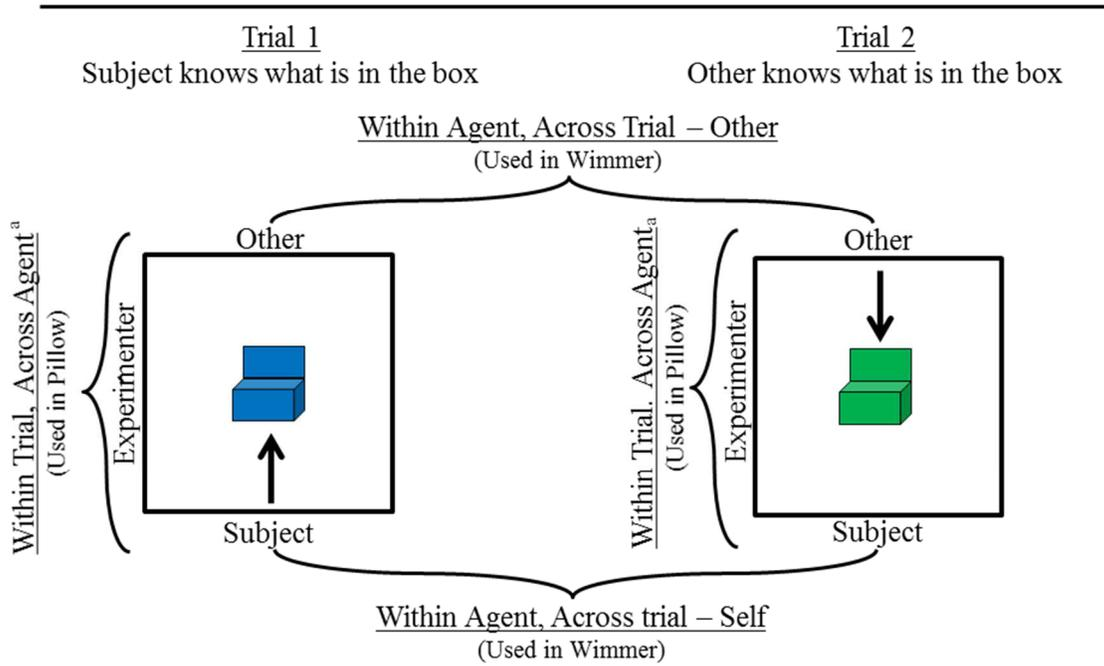 Trial 1
Subject knows what is in the box
Trial 2
Other knows what is in the box
Within Agent, Across Trial – Other
(Used in Wimmer)
Within Trial, Across Agentᵃ
(Used in Pillow)
Experimenter
Other
Subject
Within Trial. Across Agentₐ
(Used in Pillow)
Experimenter
Other
Subject
Within Agent, Across trial – Self
(Used in Wimmer)